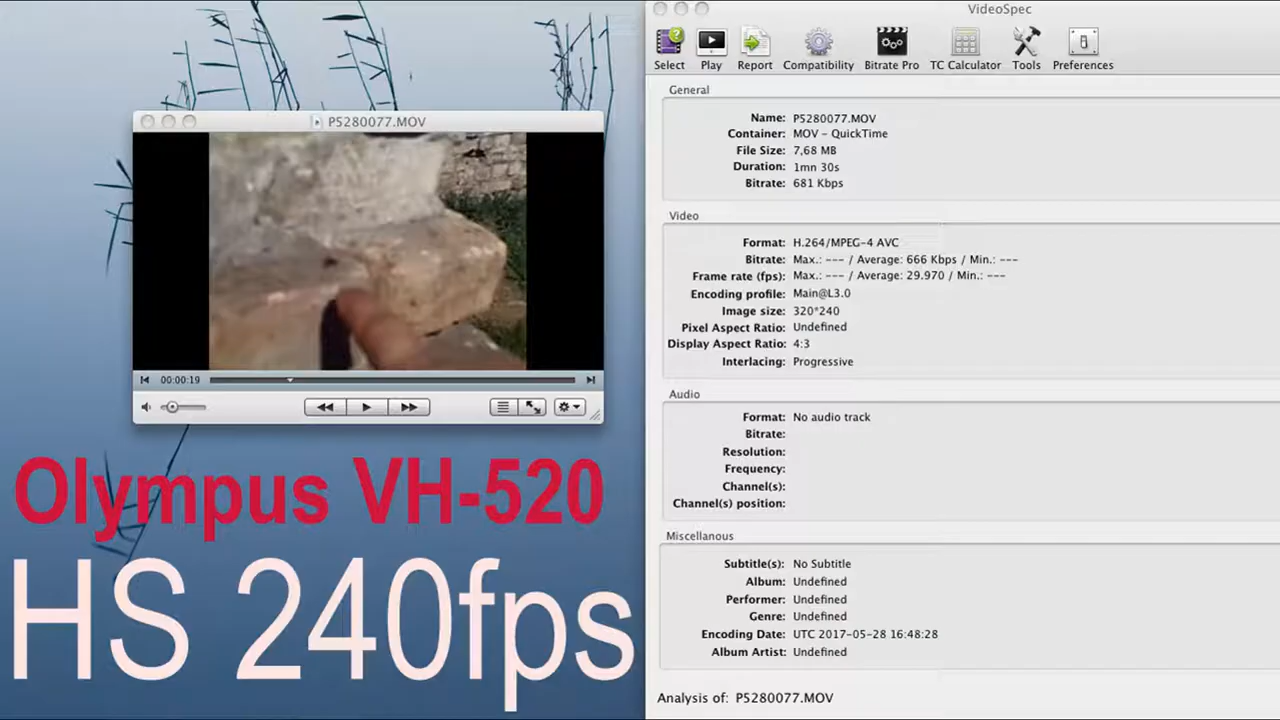 P5280077.MOV
00:00:19
Olympus VH-520
HS 240fps
VideoSpec
Select Play Report Compatibility Bitrate Pro TC Calculator Tools Preferences
General
Name: P5280077.MOV
Container: MOV - QuickTime
File Size: 7,68 MB
Duration: 1mn 30s
Bitrate: 681 Kbps
Video
Format: H.264/MPEG-4 AVC
Bitrate: Max.: --- / Average: 666 Kbps / Min.: ---
Frame rate (fps): Max.: --- / Average: 29.970 / Min.: ---
Encoding profile: Main@L3.0
Image size: 320*240
Pixel Aspect Ratio: Undefined
Display Aspect Ratio: 4:3
Interlacing: Progressive
Audio
Format: No audio track
Bitrate:
Resolution:
Frequency:
Channel(s):
Channel(s) position:
Miscellaneous
Subtitle(s): No Subtitle
Album: Undefined
Performer: Undefined
Genre: Undefined
Encoding Date: UTC 2017-05-28 16:48:28
Album Artist: Undefined
Analysis of: P5280077.MOV